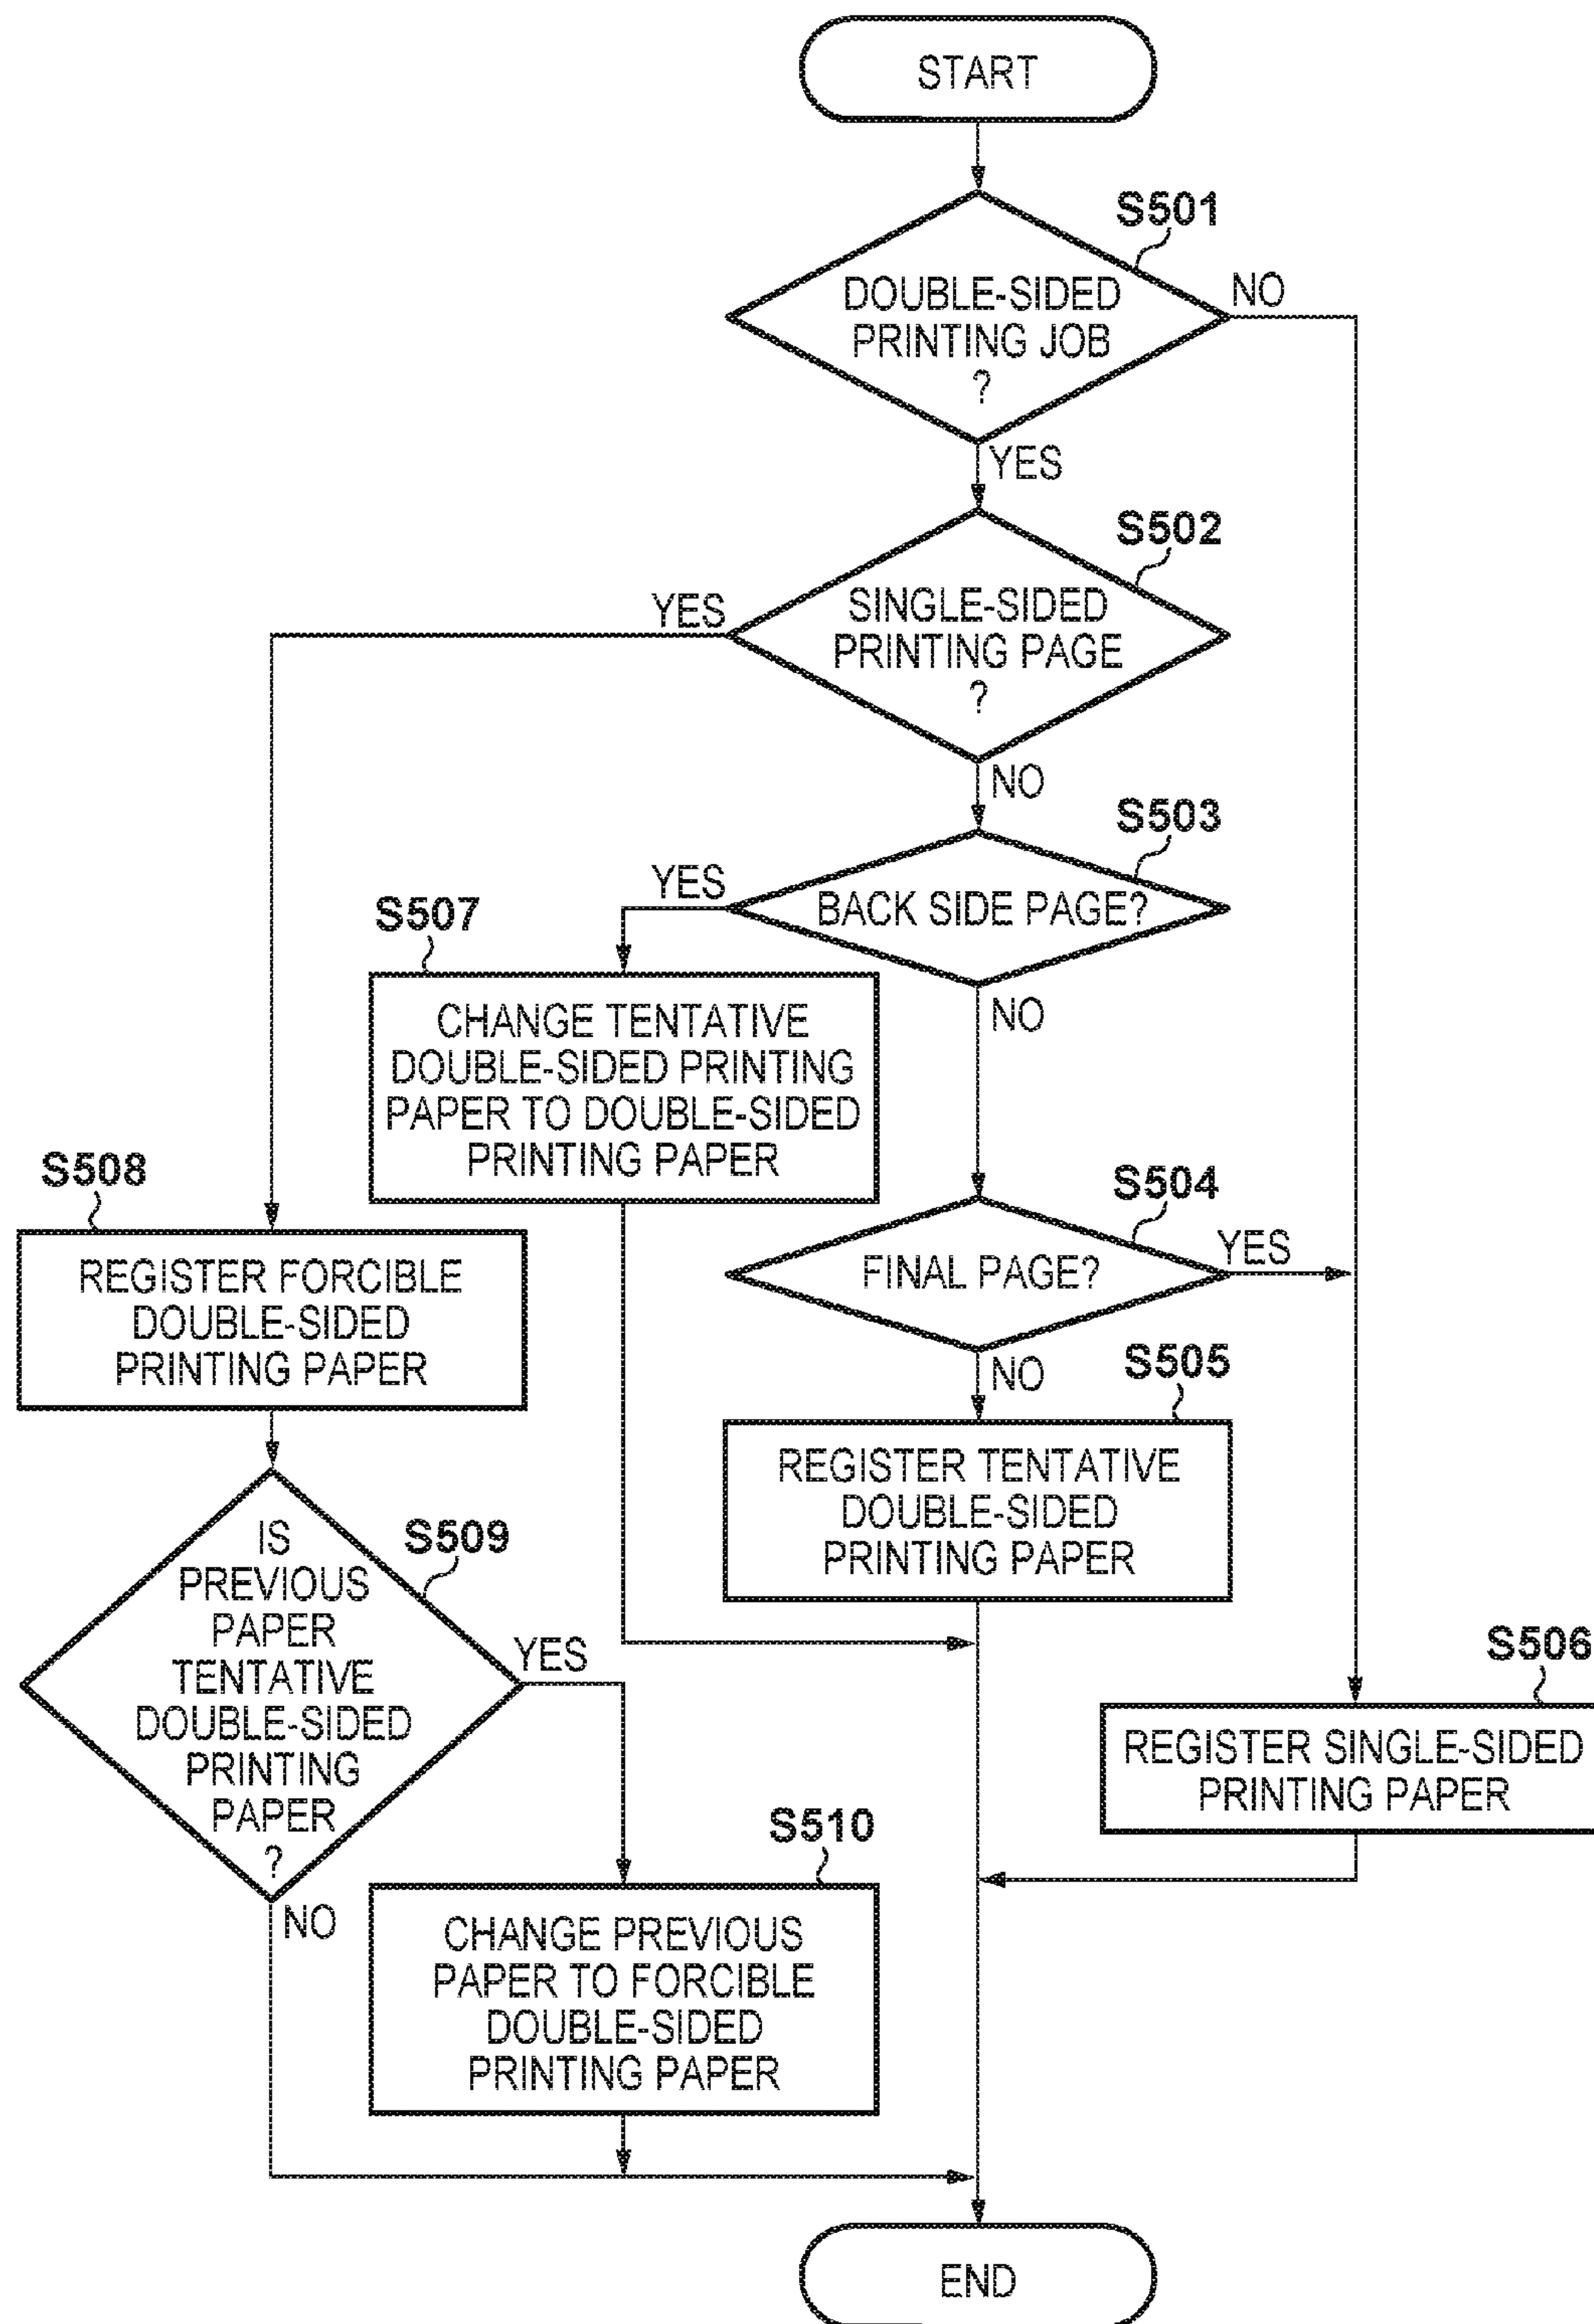 START
S501
DOUBLE-SIDED
PRINTING JOB
?
NO
YES
S502
SINGLE-SIDED
PRINTING PAGE
?
YES
NO
S503
BACK SIDE PAGE?
YES
NO
S507
CHANGE TENTATIVE
DOUBLE-SIDED PRINTING
PAPER TO DOUBLE-SIDED
PRINTING PAPER
S504
FINAL PAGE?
YES
NO
S508
REGISTER FORCIBLE
DOUBLE-SIDED
PRINTING PAPER
S505
REGISTER TENTATIVE
DOUBLE-SIDED
PRINTING PAPER
S509
IS
PREVIOUS
PAPER
TENTATIVE
DOUBLE-SIDED
PRINTING
PAPER
?
YES
NO
S506
REGISTER SINGLE-SIDED
PRINTING PAPER
S510
CHANGE PREVIOUS
PAPER TO FORCIBLE
DOUBLE-SIDED
PRINTING PAPER
END